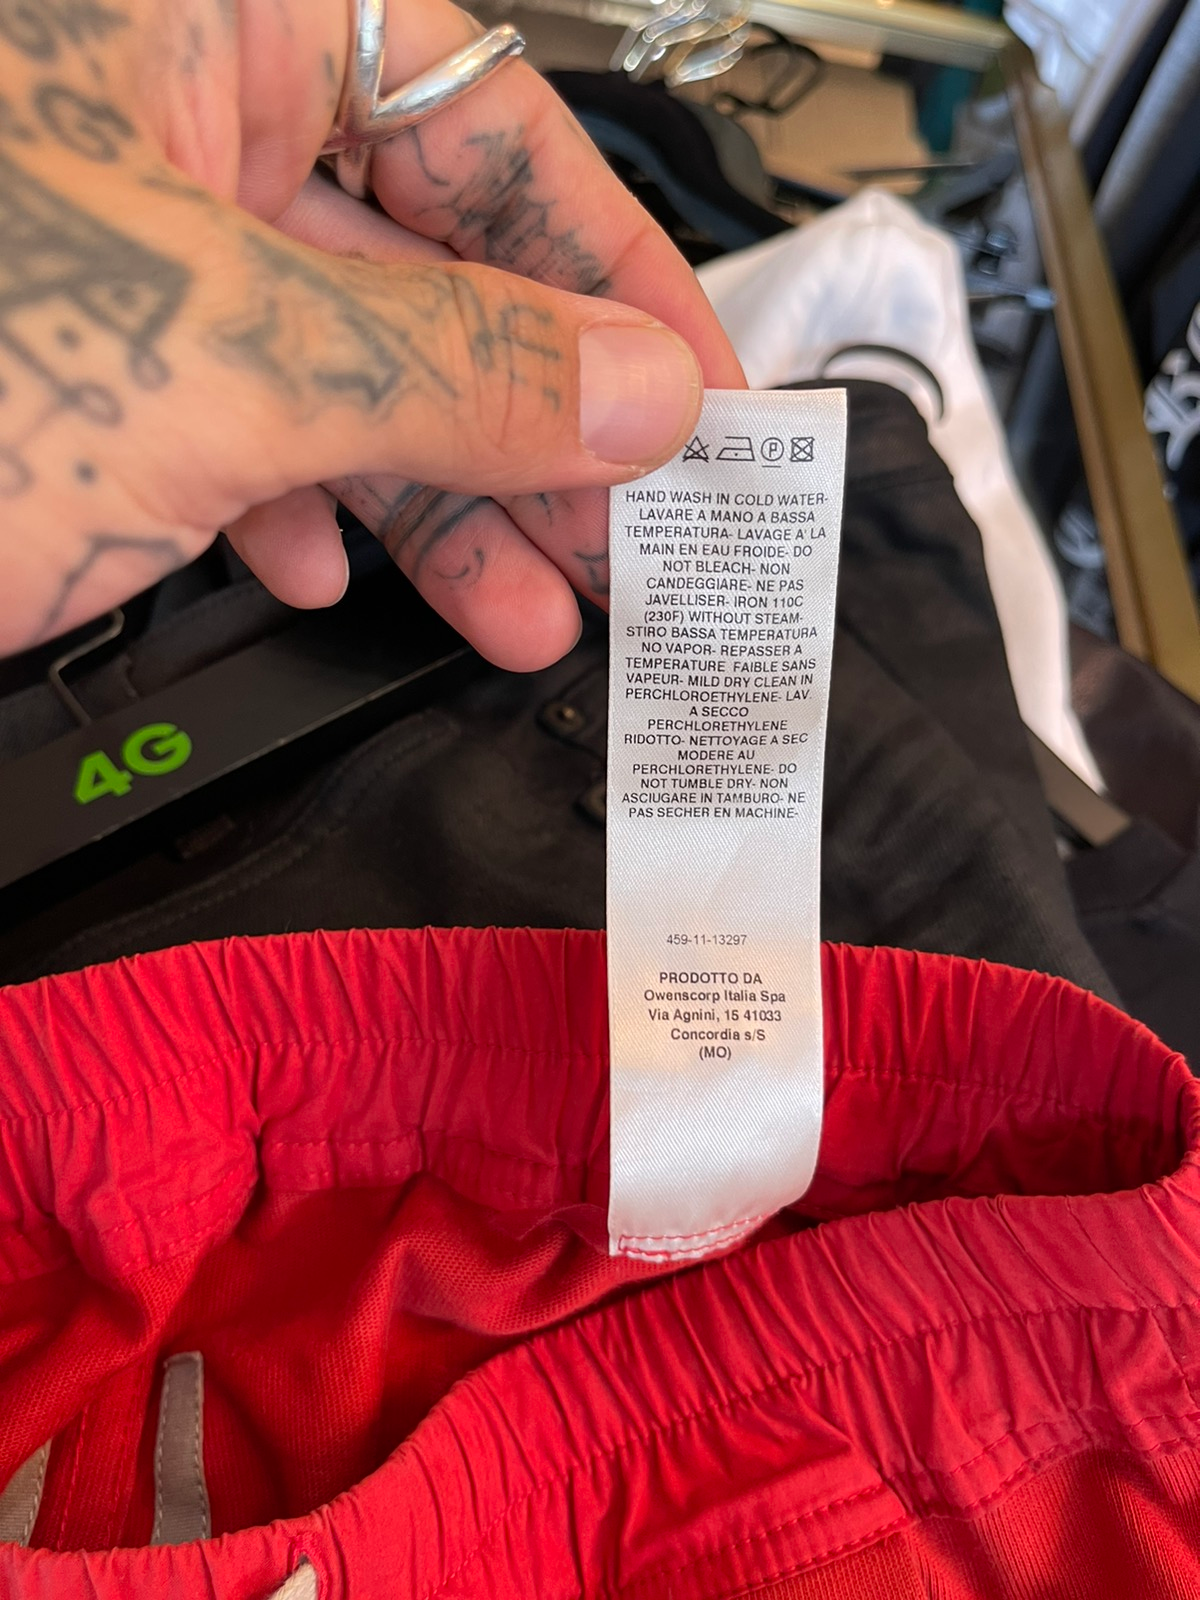 HAND WASH IN COLD WATER-
LAVARE A MANO A BASSA
TEMPERATURA- LAVAGE A' LA
MAIN EN EAU FROIDE- DO
NOT BLEACH- NON
CANDEGGIARE- NE PAS
JAVELLISER- IRON 110C
(230F) WITHOUT STEAM-
STIRO BASSA TEMPERATURA
NO VAPOR- REPASSER A
TEMPERATURE FAIBLE SANS
VAPEUR- MILD DRY CLEAN IN
PERCHLOROETHYLENE- LAV.
A SECCO
PERCHLORETHYLENE
RIDOTTO- NETTOYAGE A SEC
MODERE AU
PERCHLORETHYLENE- DO
NOT TUMBLE DRY- NON
ASCIUGARE IN TAMBURO- NE
PAS SECHER EN MACHINE-
459-11-13297
PRODOTTO DA
Owenscorp Italia Spa
Via Agnini, 15 41033
Concordia s/S
(MO)
4G